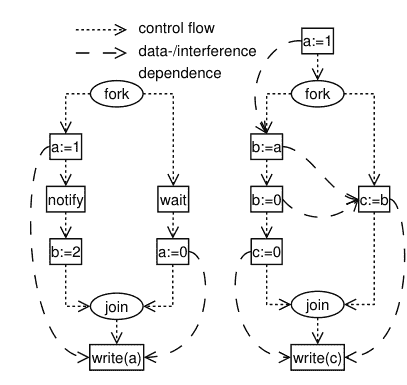 control flow
data-/interference
dependence
fork
a:=1
notify
wait
b:=2
a:=0
join
write(a)
a:=1
fork
b:=a
b:=0
c:=b
c:=0
join
write(c)